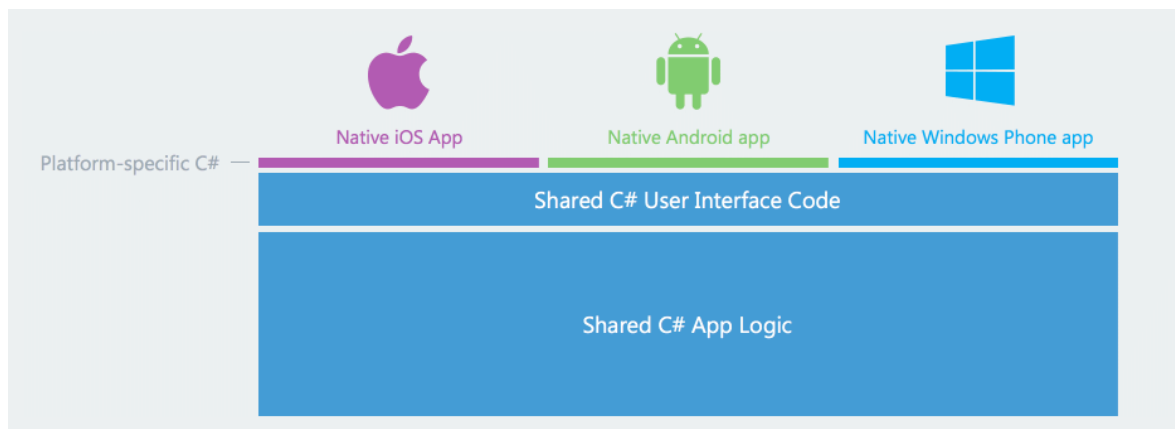 Native iOS App
Native Android app
Native Windows Phone app
Platform-specific C#
Shared C# User Interface Code
Shared C# App Logic